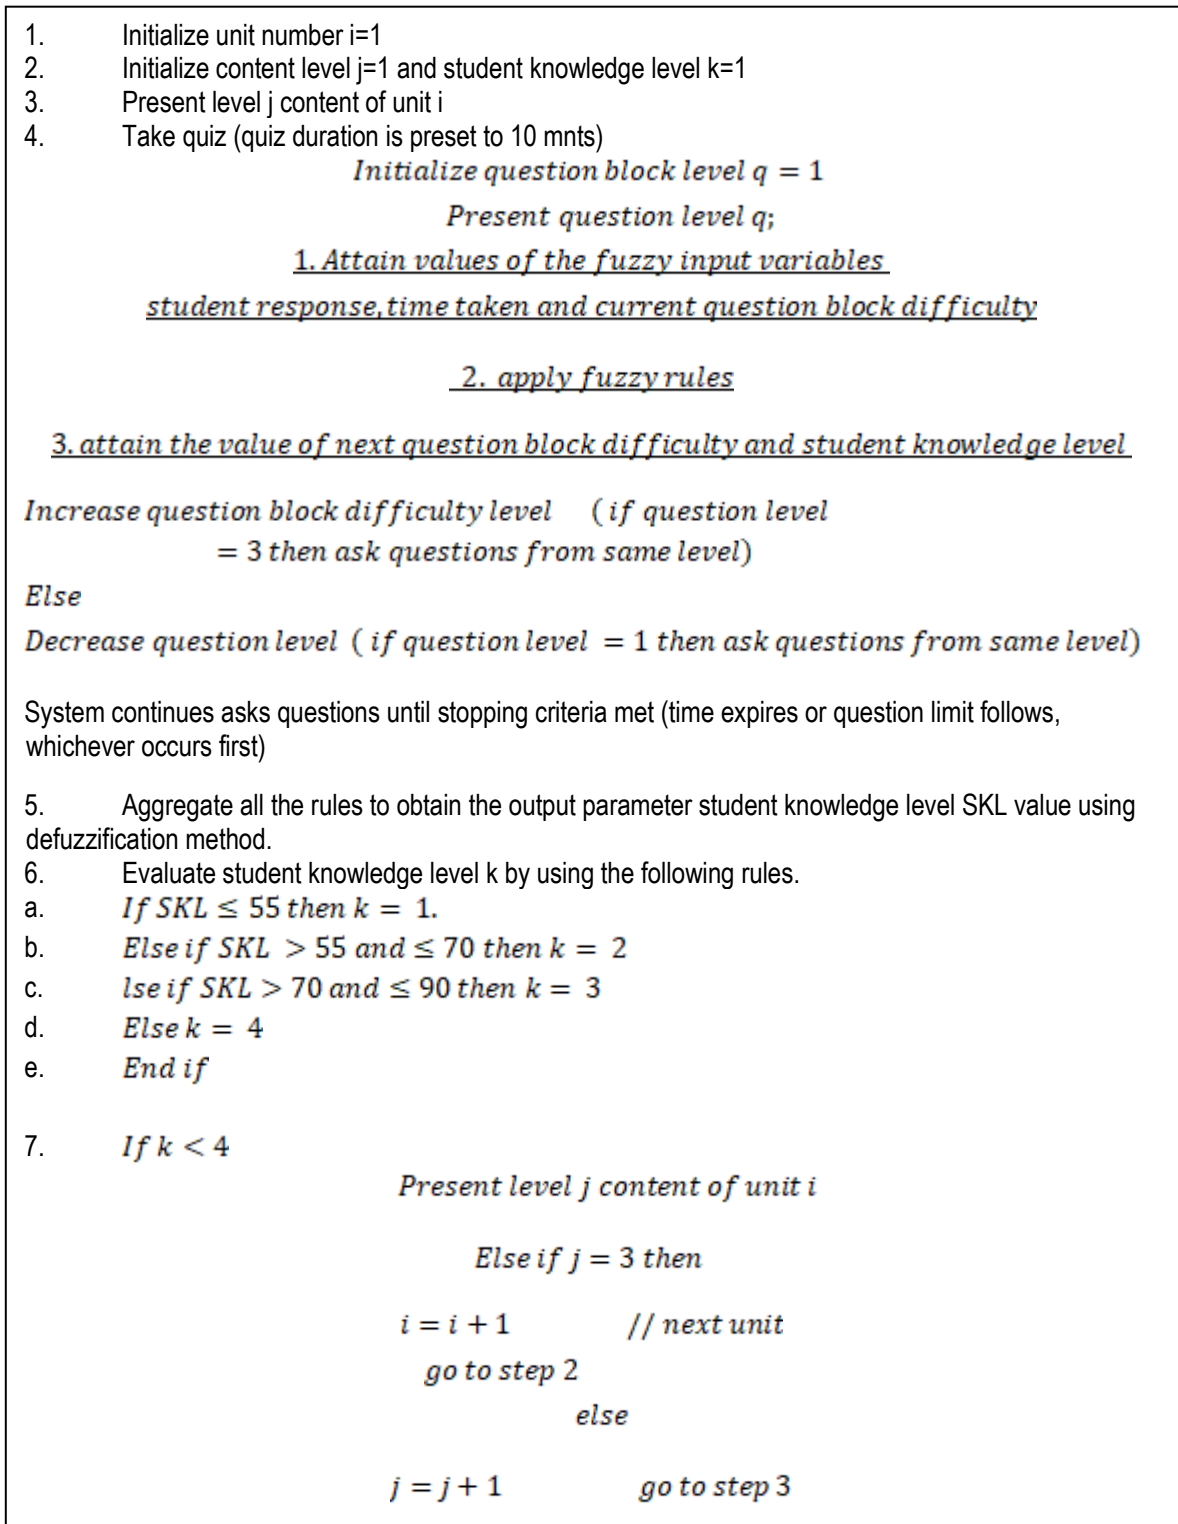 1. Initialize unit number i=1
2. Initialize content level j=1 and student knowledge level k=1
3. Present level j content of unit i
4. Take quiz (quiz duration is preset to 10 mnts)
Initialize question block level q = 1
Present question level q;
1. Attain values of the fuzzy input variables
student response, time taken and current question block difficulty
2. apply fuzzy rules
3. attain the value of next question block difficulty and student knowledge level
Increase question block difficulty level ( if question level
= 3 then ask questions from same level)
Else
Decrease question level ( if question level = 1 then ask questions from same level)
System continues asks questions until stopping criteria met (time expires or question limit follows,
whichever occurs first)
5. Aggregate all the rules to obtain the output parameter student knowledge level SKL value using
defuzzification method.
6. Evaluate student knowledge level k by using the following rules.
a. If SKL ≤ 55 then k = 1.
b. Else if SKL > 55 and ≤ 70 then k = 2
c. lse if SKL > 70 and ≤ 90 then k = 3
d. Else k = 4
e. End if
7. If k < 4
Present level j content of unit i
Else if j = 3 then
i = i + 1 // next unit
go to step 2
else
j = j + 1 go to step 3